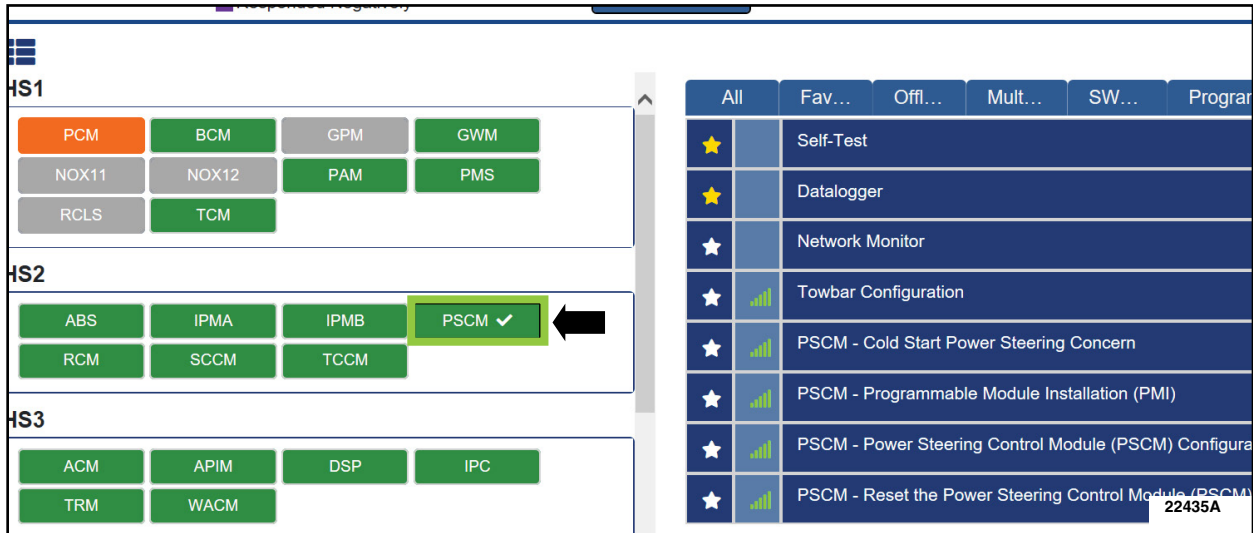 HS1
All Fav… Offl… Mult… SW…
PCM BCM GPM GWM
Self-Test
NOX11 NOX12 PAM PMS
Datalogger
RCLS TCM
Network Monitor
HS2
Towbar Configuration
ABS IPMA IPMB PSCM
PSCM - Cold Start Power Steering Concern
RCM SCCM TCCM
PSCM - Programmable Module Installation (PMI)
HS3
PSCM - Power Steering Control Module (PSCM) Configura
ACM APIM DSP IPC
PSCM - Reset the Power Steering Control Module (PSCM)
TRM WACM
22435A